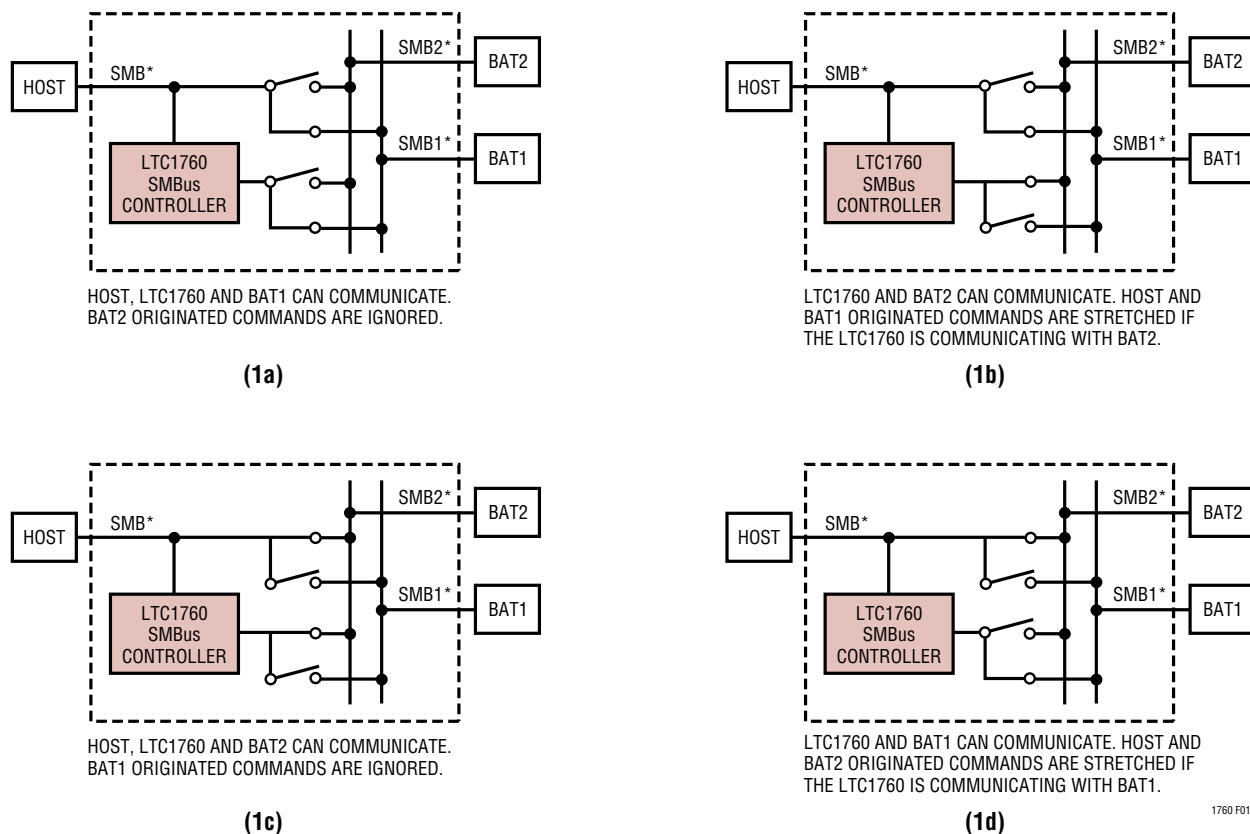 SMB2*
BAT2
HOST
SMB*
SMB1*
BAT1
LTC1760
SMBus
CONTROLLER
HOST, LTC1760 AND BAT1 CAN COMMUNICATE.
BAT2 ORIGINATED COMMANDS ARE IGNORED.
(1a)
SMB2*
BAT2
HOST
SMB*
SMB1*
BAT1
LTC1760
SMBus
CONTROLLER
LTC1760 AND BAT2 CAN COMMUNICATE. HOST AND
BAT1 ORIGINATED COMMANDS ARE STRETCHED IF
THE LTC1760 IS COMMUNICATING WITH BAT2.
(1b)
SMB2*
BAT2
HOST
SMB*
SMB1*
BAT1
LTC1760
SMBus
CONTROLLER
HOST, LTC1760 AND BAT2 CAN COMMUNICATE.
BAT1 ORIGINATED COMMANDS ARE IGNORED.
(1c)
SMB2*
BAT2
HOST
SMB*
SMB1*
BAT1
LTC1760
SMBus
CONTROLLER
LTC1760 AND BAT1 CAN COMMUNICATE. HOST AND
BAT2 ORIGINATED COMMANDS ARE STRETCHED IF
THE LTC1760 IS COMMUNICATING WITH BAT1.
(1d)
1760 F01